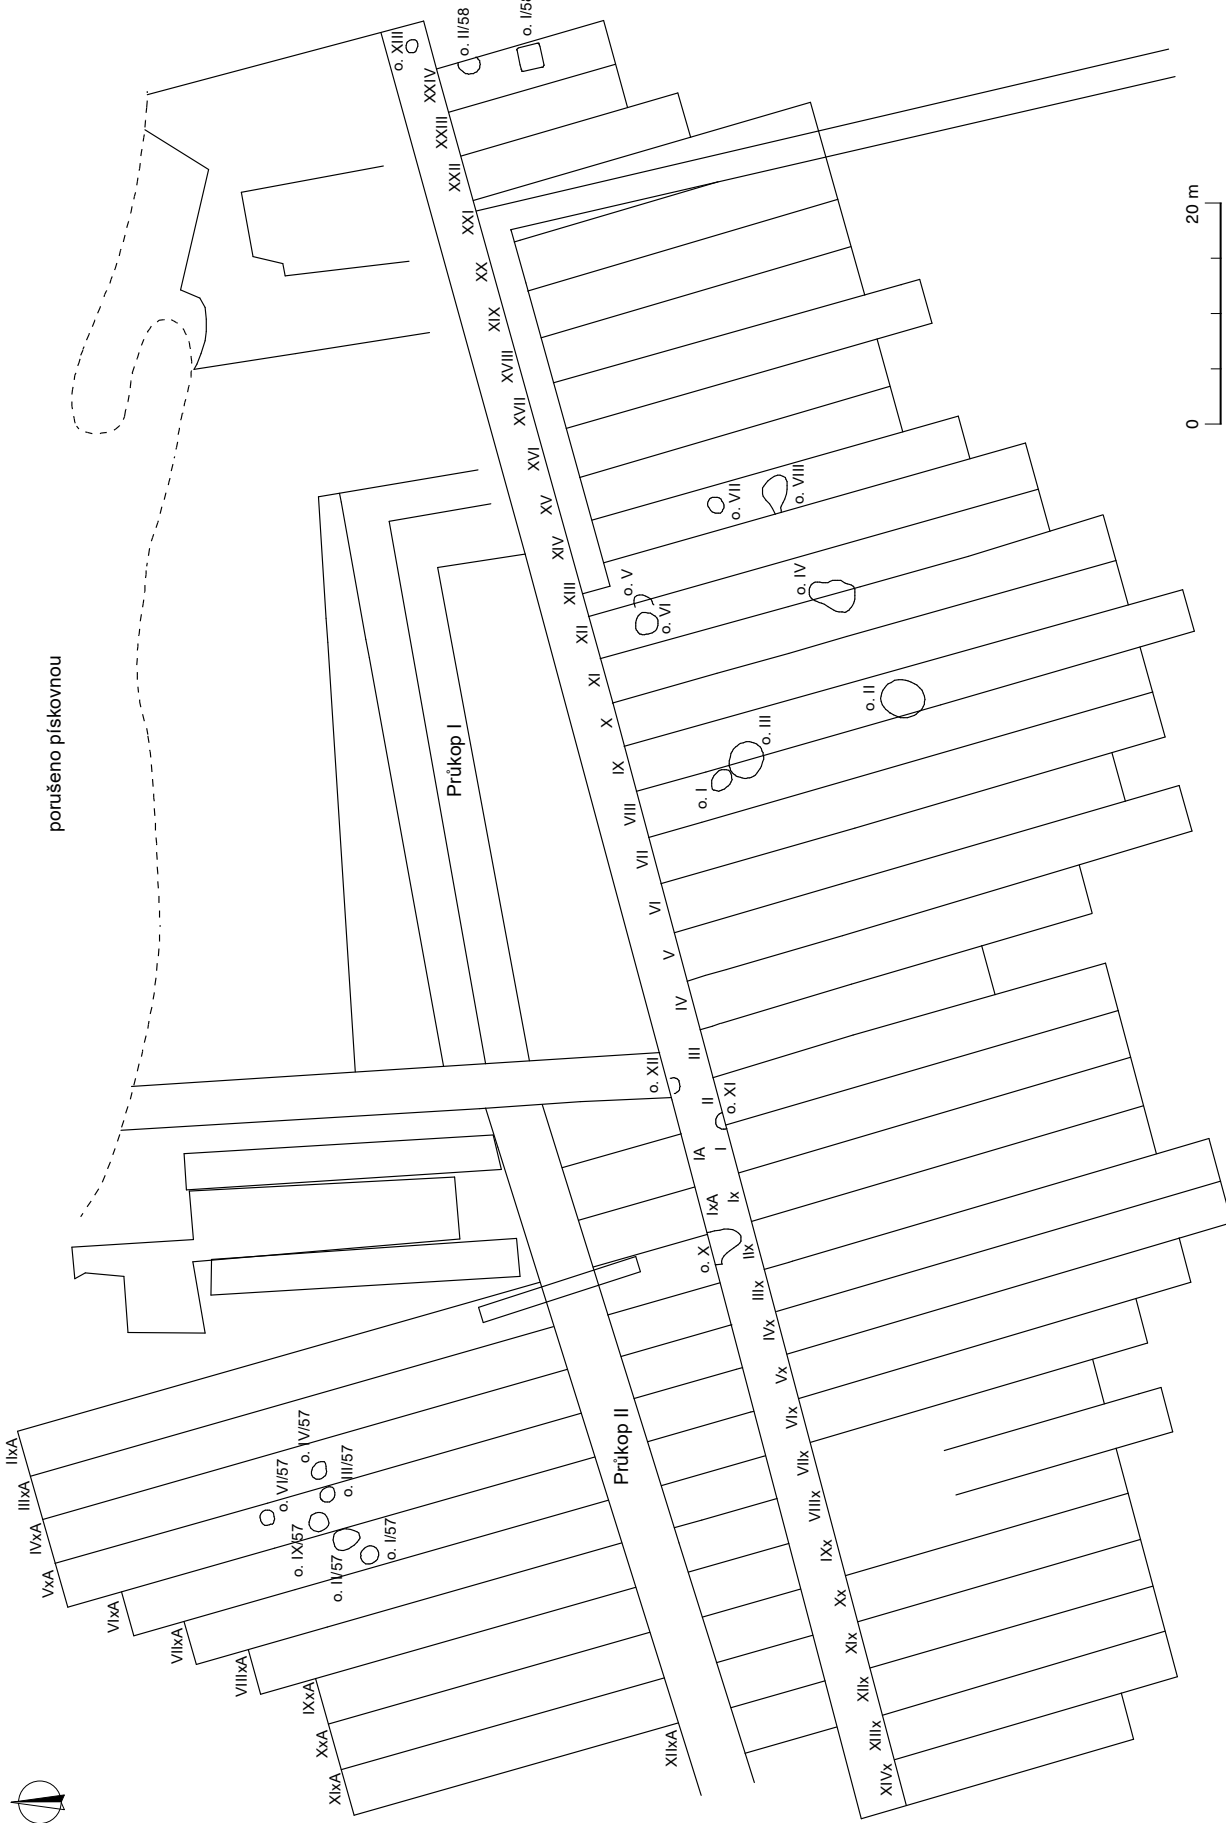 porušeno pískovnou
Průkop I
Průkop II
o. XIII
o. II/58
XXIV
XXIII
XXII
XXI
XX
XIX
XVIII
XVII
XVI
XV
XIV
XIII
XII
XI
X
IX
VIII
VII
VI
V
IV
III
II
I
IA
IxA
Ix
IIx
IIIx
IVx
Vx
VIx
VIIx
VIIIx
IXx
Xx
XIx
XIIx
XIIIx
XIVx
o. VII
o. VIII
o. V
o. VI
o. IV
o. II
o. III
o. I
o. XII
o. XI
o. X
IIxA
IIIxA
IVxA
VxA
VIxA
VIIxA
VIIIxA
IXxA
XxA
XIxA
XIIxA
o. IV/57
o. VI/57
o. III/57
o. IX/57
o. II/57
o. I/57
0
20 m